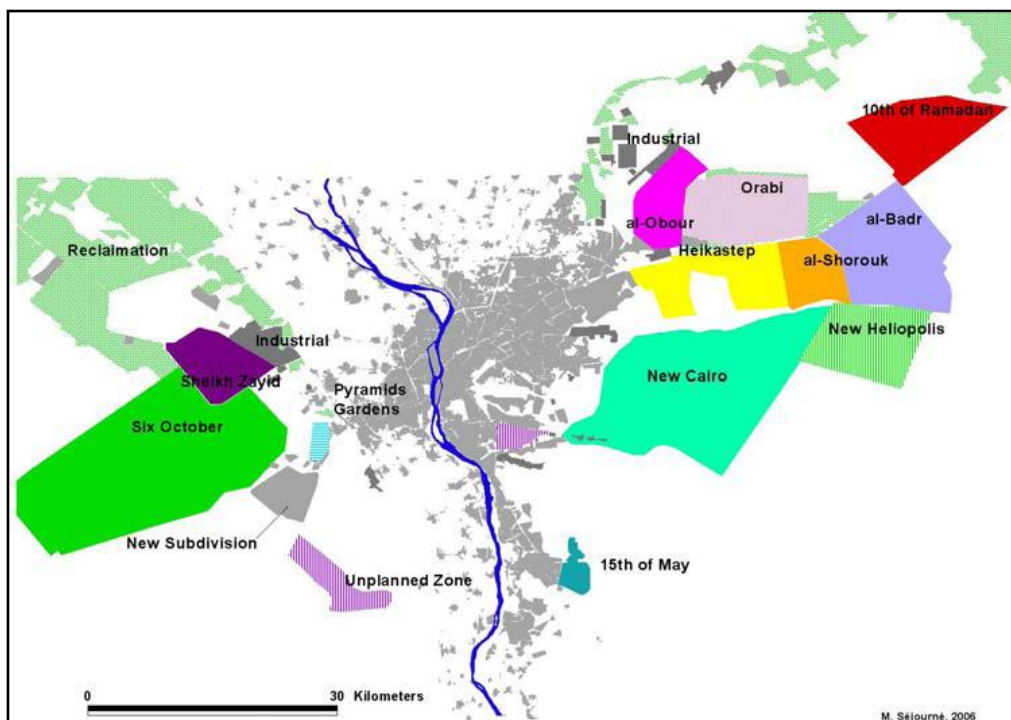 10th of Ramadan
Industrial
Orabi
al-Obour
al-Badr
Heikastep
al-Shorouk
Reclaimation
New Heliopolis
Industrial
Sheikh Zayid
New Cairo
Pyramids
Gardens
Six October
New Subdivision
15th of May
Unplanned Zone
0 30 Kilometers
M. Séjourné, 2006